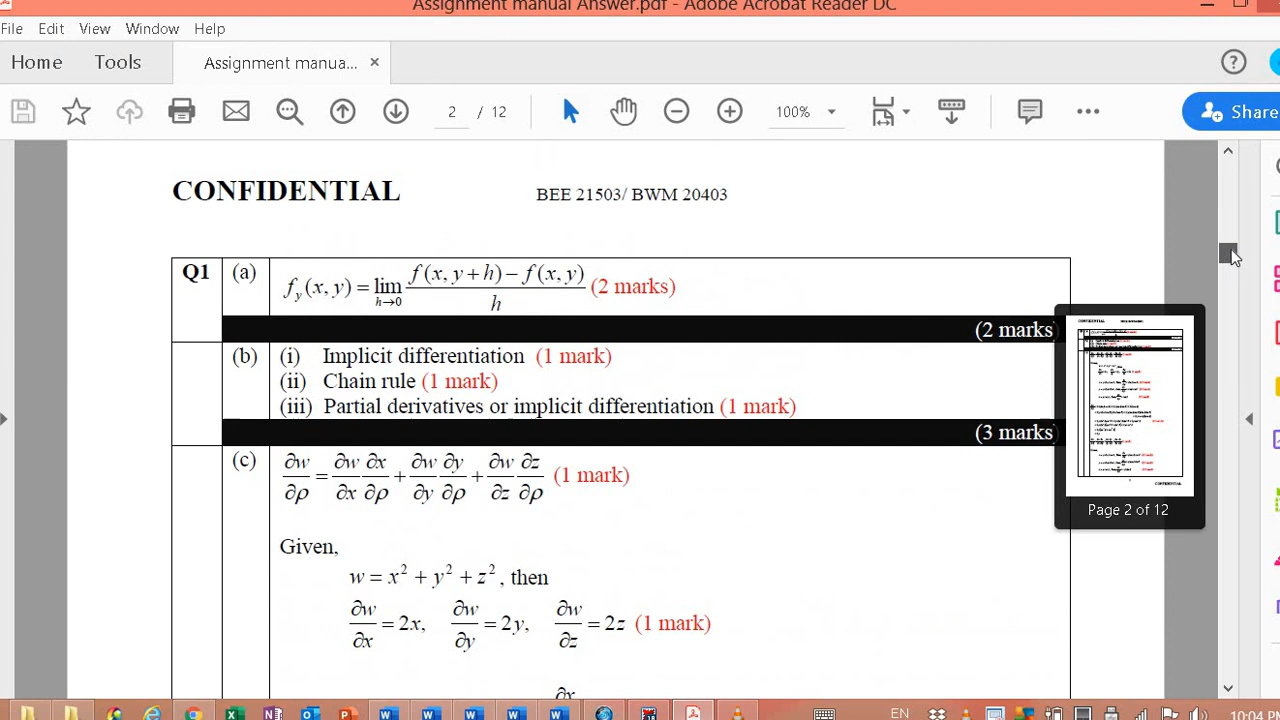 Assignment manual Answer.pdf - Adobe Acrobat Reader DC
File Edit View Window Help
Home Tools Assignment manua... ×
2 / 12 100% Share
CONFIDENTIAL BEE 21503/ BWM 20403
Q1 (a) f_y(x, y) = lim_{h→0} (f(x, y + h) − f(x, y)) / h (2 marks)
(2 marks)
(b) (i) Implicit differentiation (1 mark)
(ii) Chain rule (1 mark)
(iii) Partial derivatives or implicit differentiation (1 mark)
(3 marks)
(c) ∂w/∂ρ = ∂w/∂x ∂x/∂ρ + ∂w/∂y ∂y/∂ρ + ∂w/∂z ∂z/∂ρ (1 mark)
Given,
w = x² + y² + z², then
∂w/∂x = 2x, ∂w/∂y = 2y, ∂w/∂z = 2z (1 mark)
∂x
CONFIDENTIAL
Page 2 of 12
EN 10:04 PM